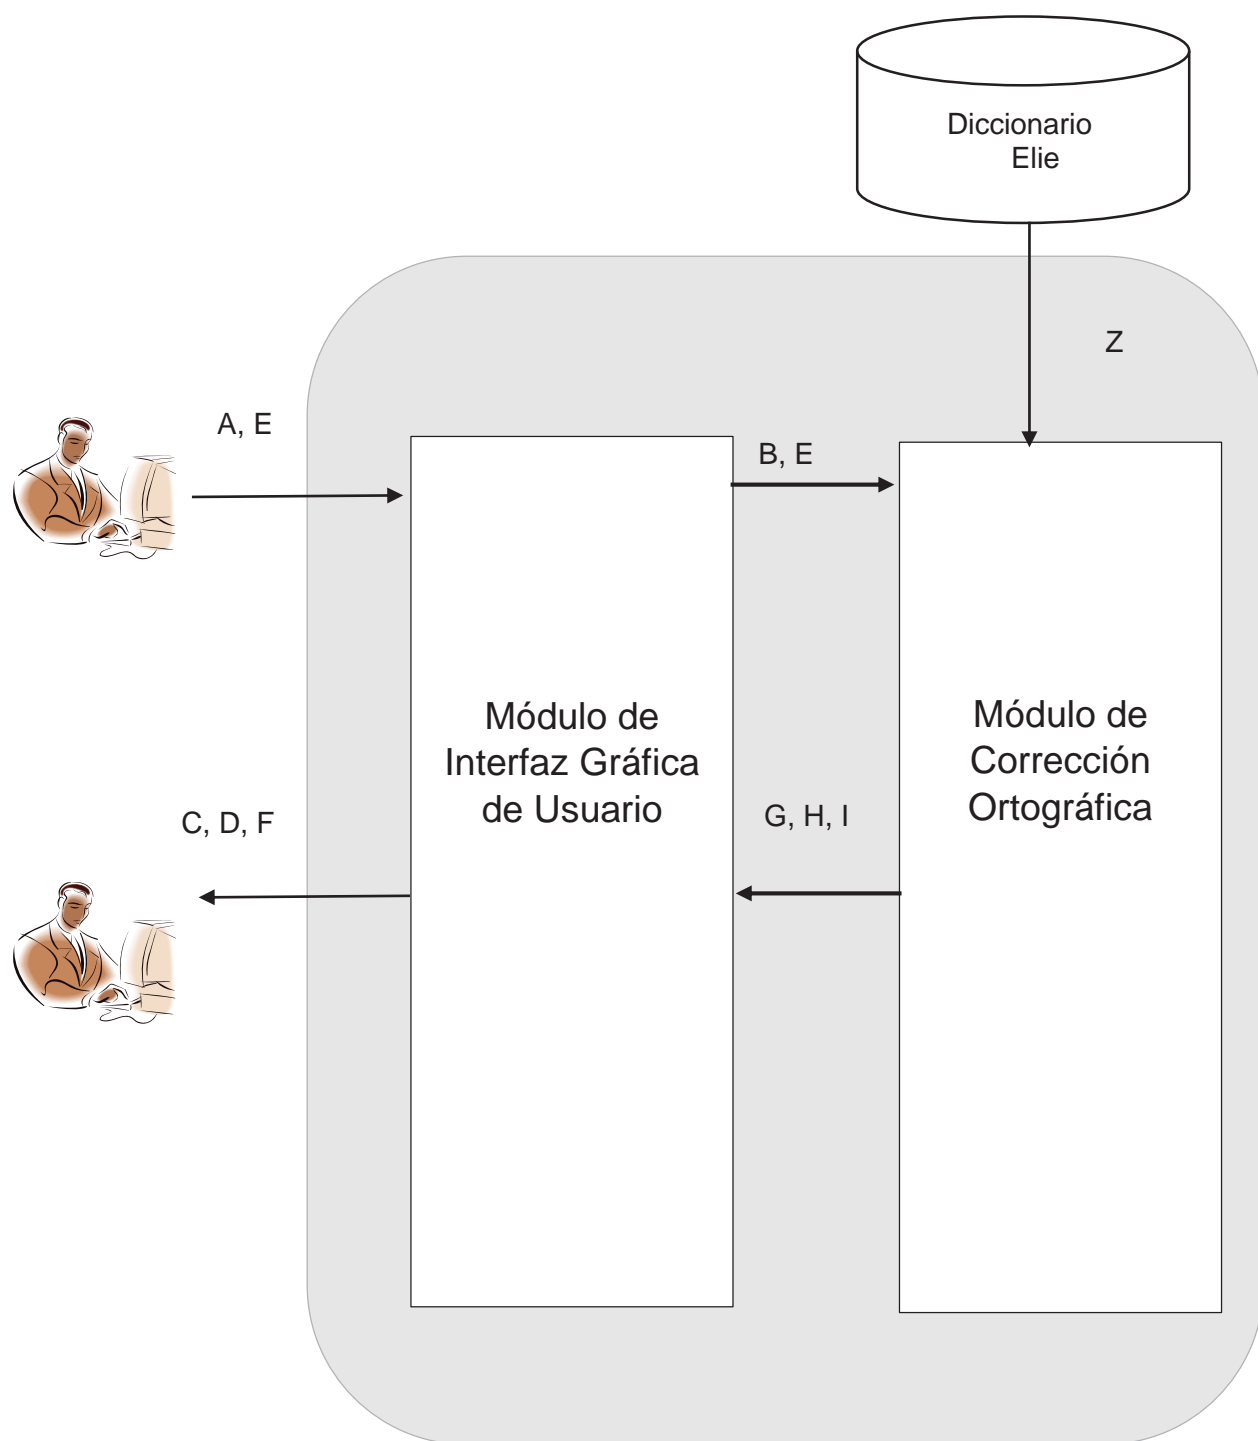 Diccionario
Elie
Z
A, E
B, E
Módulo de
Interfaz Gráfica
de Usuario
Módulo de
Corrección
Ortográfica
C, D, F
G, H, I